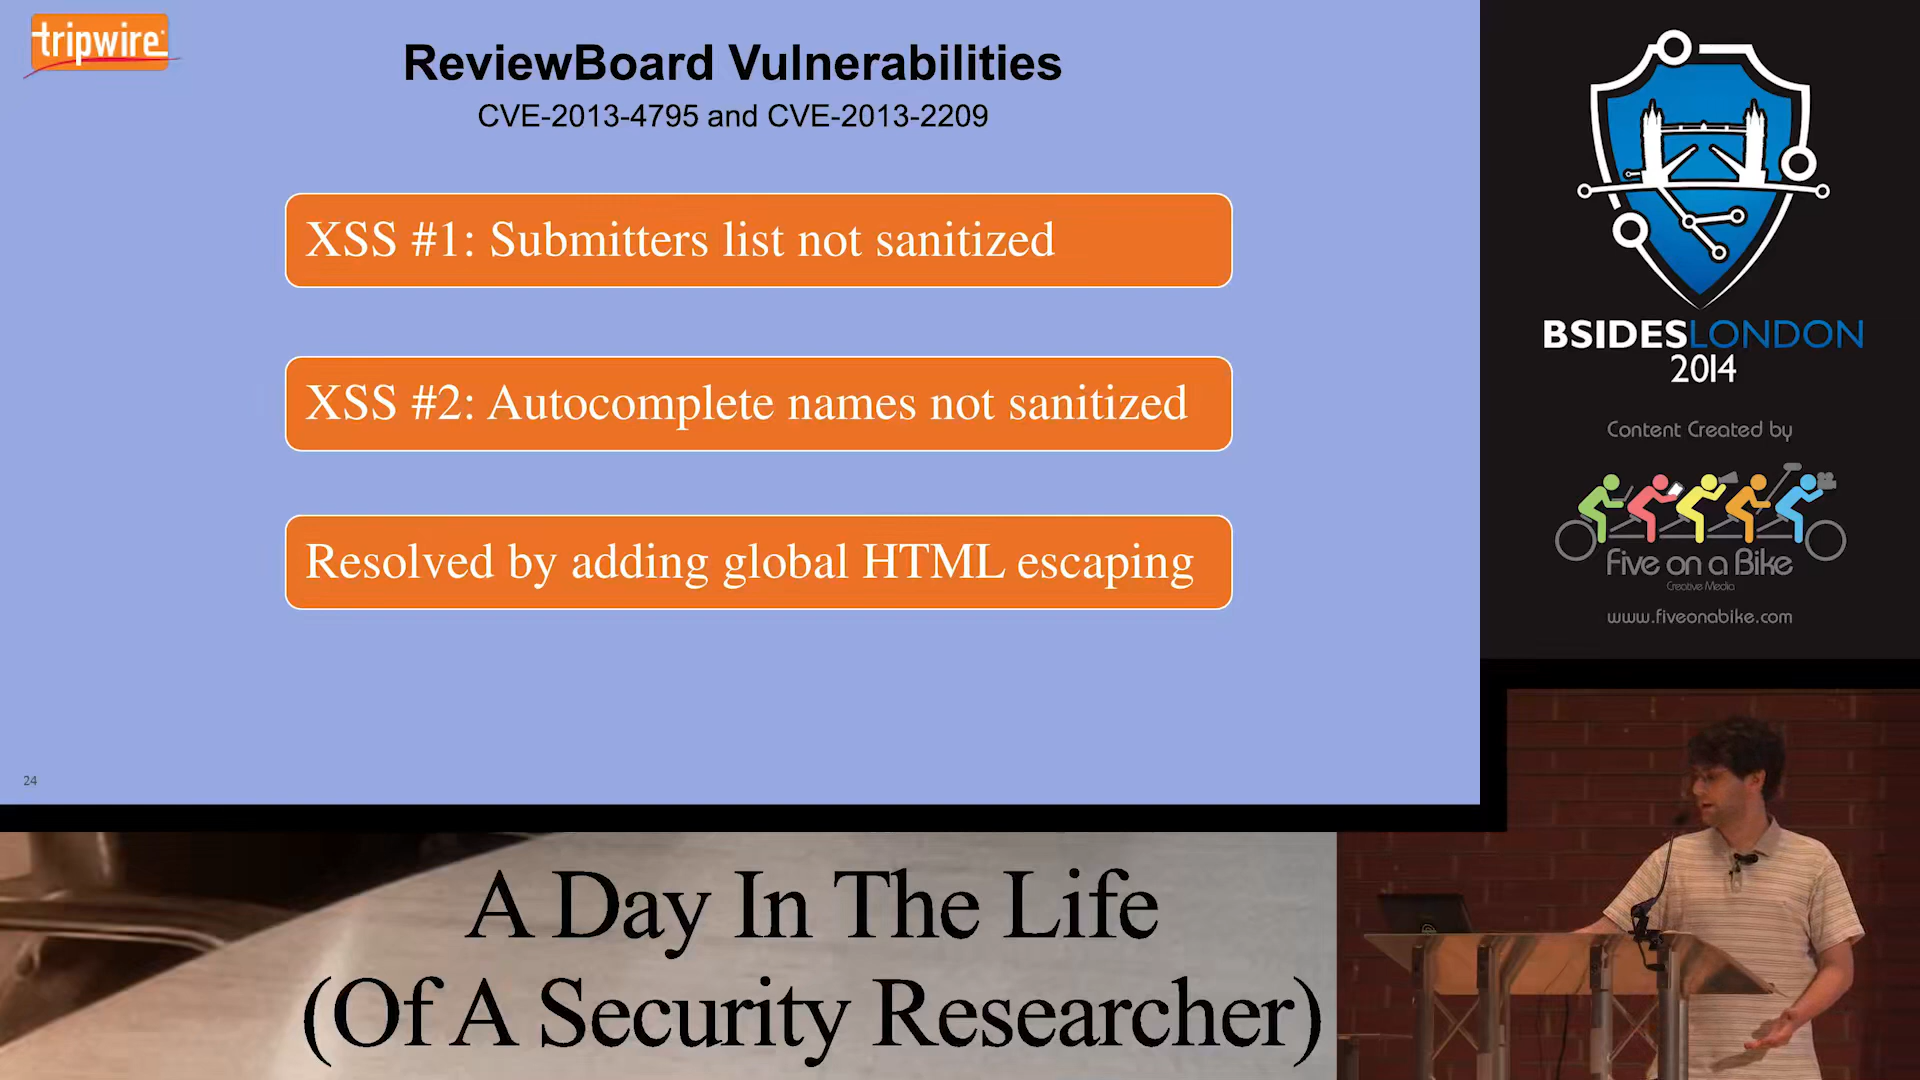 tripwire
ReviewBoard Vulnerabilities
CVE-2013-4795 and CVE-2013-2209
XSS #1: Submitters list not sanitized
XSS #2: Autocomplete names not sanitized
Resolved by adding global HTML escaping
24
BSIDESLONDON
2014
Content Created by
Five on a Bike
Creative Media
www.fiveonabike.com
A Day In The Life
(Of A Security Researcher)